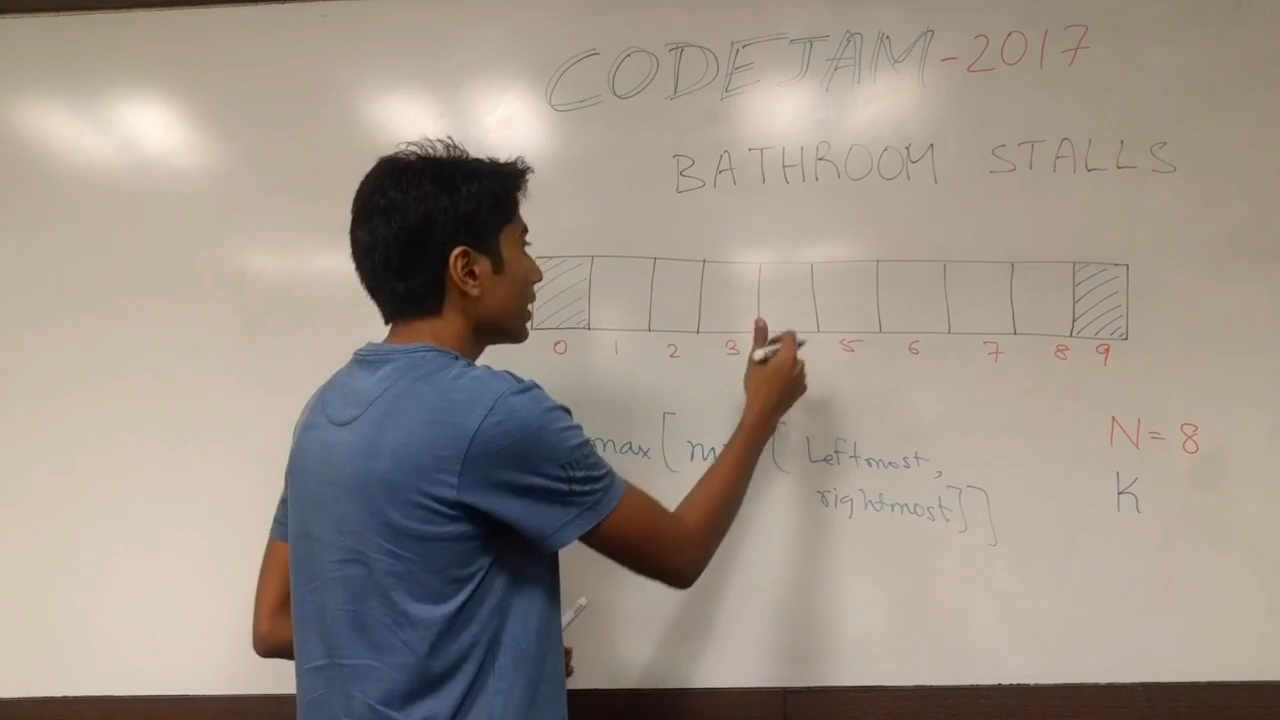 CODEJAM-2017
BATHROOM STALLS
0 1 2 3 5 6 7 8 9
max[ [ Leftmost,
rightmost]]
N=8
K